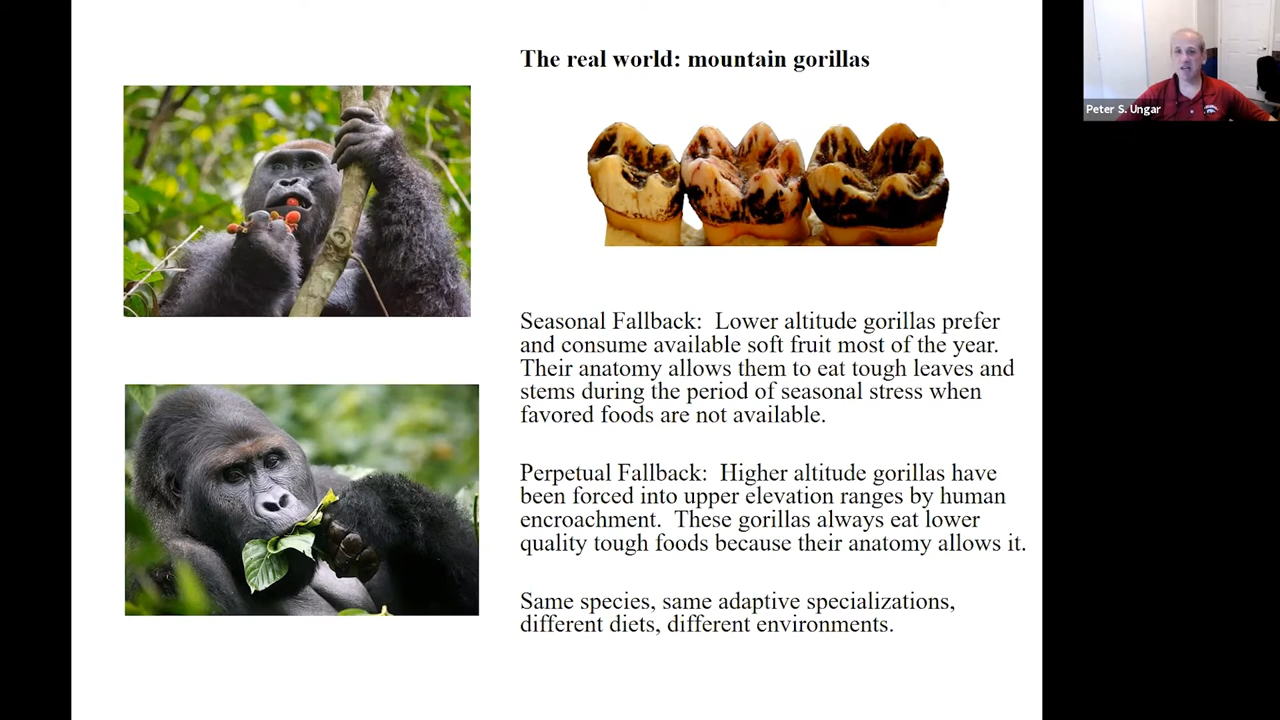 The real world: mountain gorillas
Peter S. Ungar
Seasonal Fallback: Lower altitude gorillas prefer
and consume available soft fruit most of the year.
Their anatomy allows them to eat tough leaves and
stems during the period of seasonal stress when
favored foods are not available.
Perpetual Fallback: Higher altitude gorillas have
been forced into upper elevation ranges by human
encroachment. These gorillas always eat lower
quality tough foods because their anatomy allows it.
Same species, same adaptive specializations,
different diets, different environments.